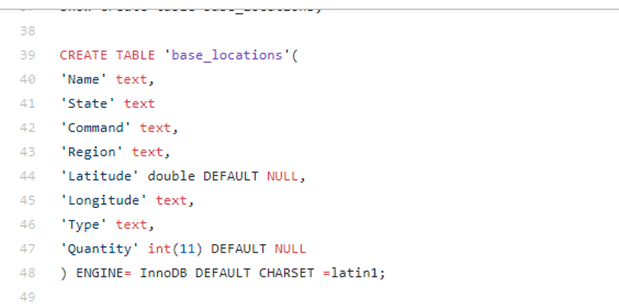 38
39 CREATE TABLE 'base_locations'(
40 'Name' text,
41 'State' text
42 'Command' text,
43 'Region' text,
44 'Latitude' double DEFAULT NULL,
45 'Longitude' text,
46 'Type' text,
47 'Quantity' int(11) DEFAULT NULL
48 ) ENGINE= InnoDB DEFAULT CHARSET =latin1;
49